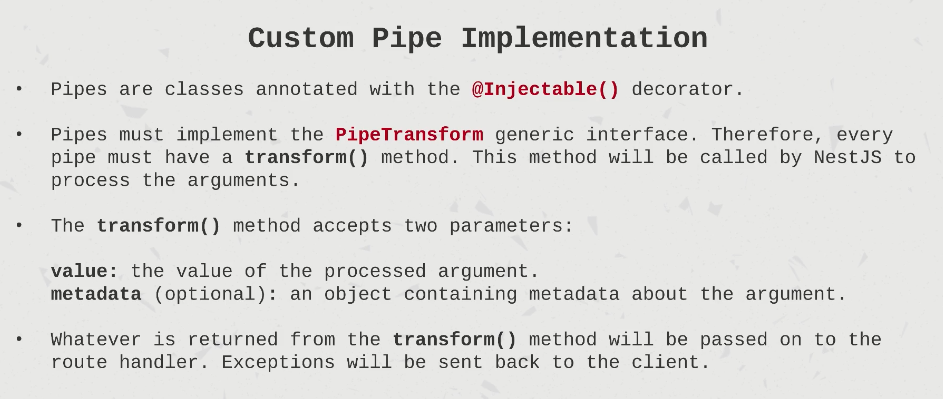 Custom Pipe Implementation
• Pipes are classes annotated with the @Injectable() decorator.
• Pipes must implement the PipeTransform generic interface. Therefore, every
pipe must have a transform() method. This method will be called by NestJS to
process the arguments.
• The transform() method accepts two parameters:
value: the value of the processed argument.
metadata (optional): an object containing metadata about the argument.
• Whatever is returned from the transform() method will be passed on to the
route handler. Exceptions will be sent back to the client.